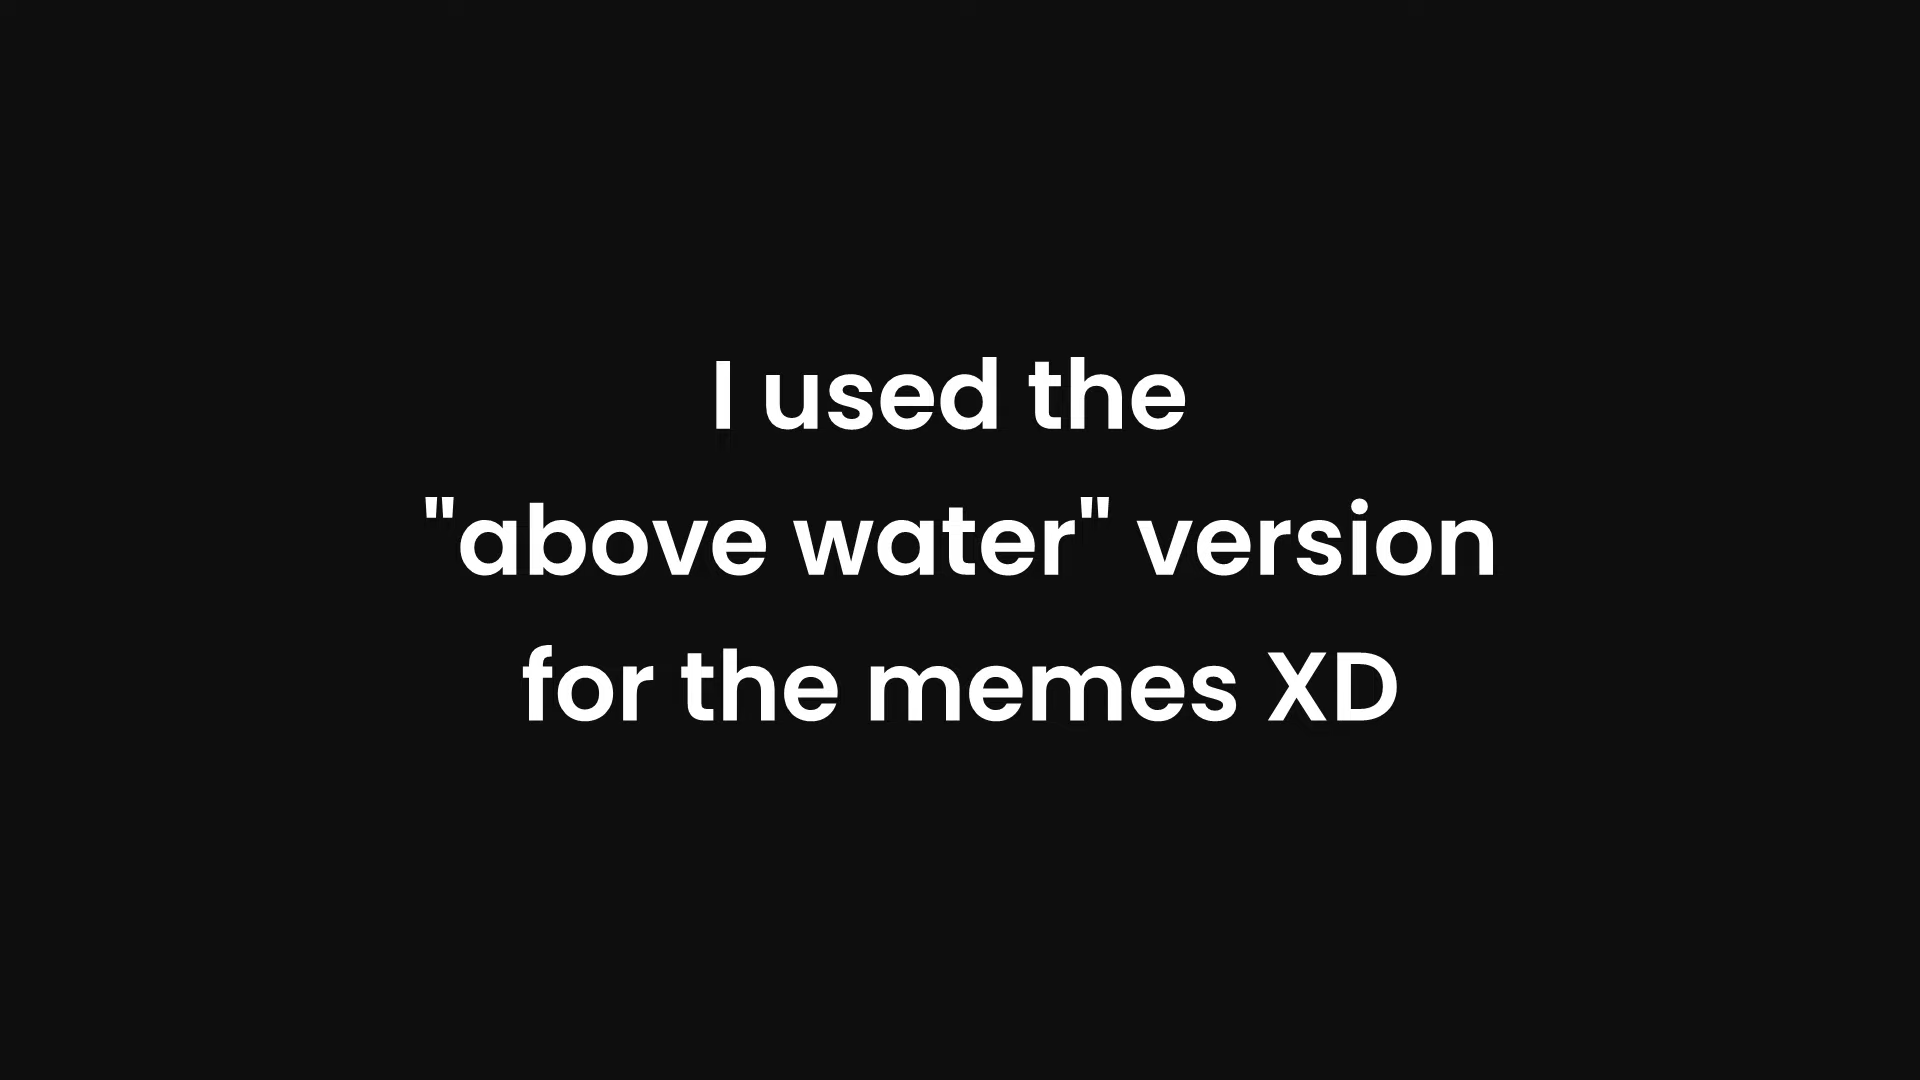 I used the
"above water" version
for the memes XD